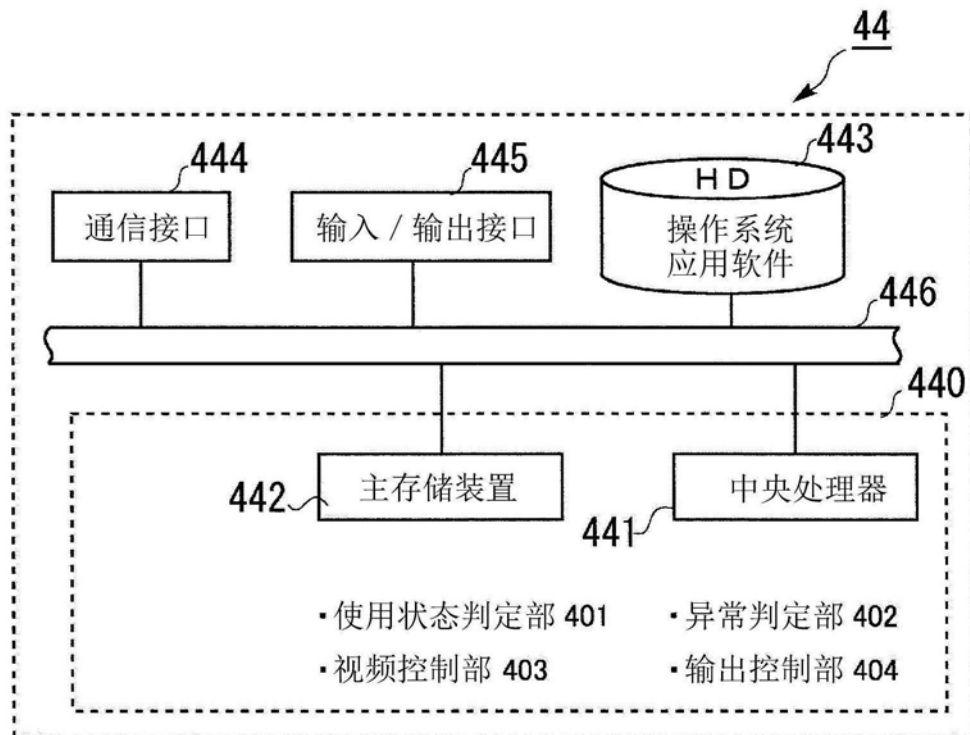 44
444
445
443
通信接口
输入／输出接口
HD
操作系统
应用软件
446
440
442
主存储装置
441
中央处理器
·使用状态判定部 401
·异常判定部 402
·视频控制部 403
·输出控制部 404